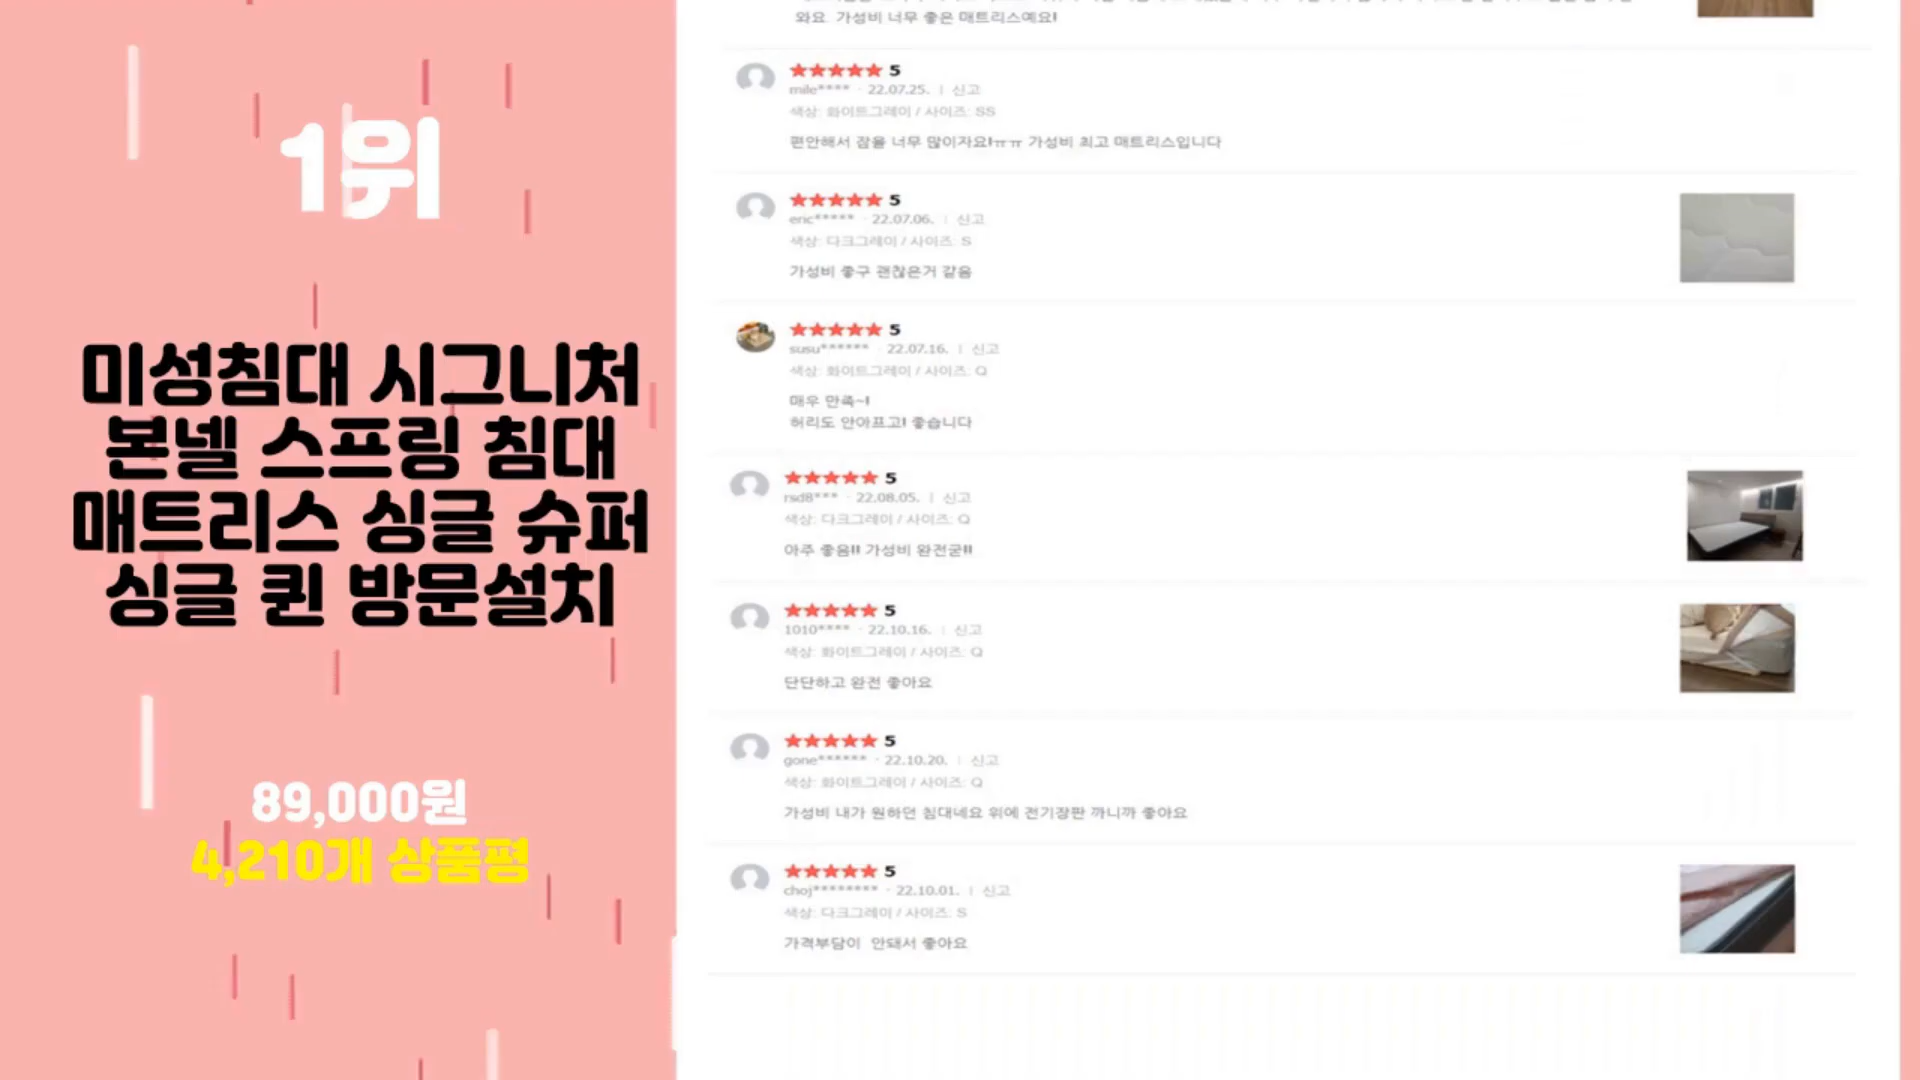 1위
미성침대 시그니처
본넬 스프링 침대
매트리스 싱글 슈퍼
싱글 퀸 방문설치
89,000원
4,210개 상품평
와요. 가성비 너무 좋은 매트리스예요!
5
mile**** · 22.07.25. | 신고
색상: 화이트그레이 / 사이즈: SS
편안해서 잠을 너무 많이자요!ㅠㅠ 가성비 최고 매트리스입니다
5
eric***** · 22.07.06. | 신고
색상: 다크그레이 / 사이즈: S
가성비 좋구 괜찮은거 같음
5
susu****** · 22.07.16. | 신고
색상: 화이트그레이 / 사이즈: Q
매우 만족~!
허리도 안아프고! 좋습니다
5
rsd8*** · 22.08.05. | 신고
색상: 다크그레이 / 사이즈: Q
아주 좋음!! 가성비 완전굳!!
5
1010**** · 22.10.16. | 신고
색상: 화이트그레이 / 사이즈: Q
단단하고 완전 좋아요
5
gone****** · 22.10.20. | 신고
색상: 화이트그레이 / 사이즈: Q
가성비 내가 원하던 침대네요 위에 전기장판 까니까 좋아요
5
choj******** · 22.10.01. | 신고
색상: 다크그레이 / 사이즈: S
가격부담이 안돼서 좋아요